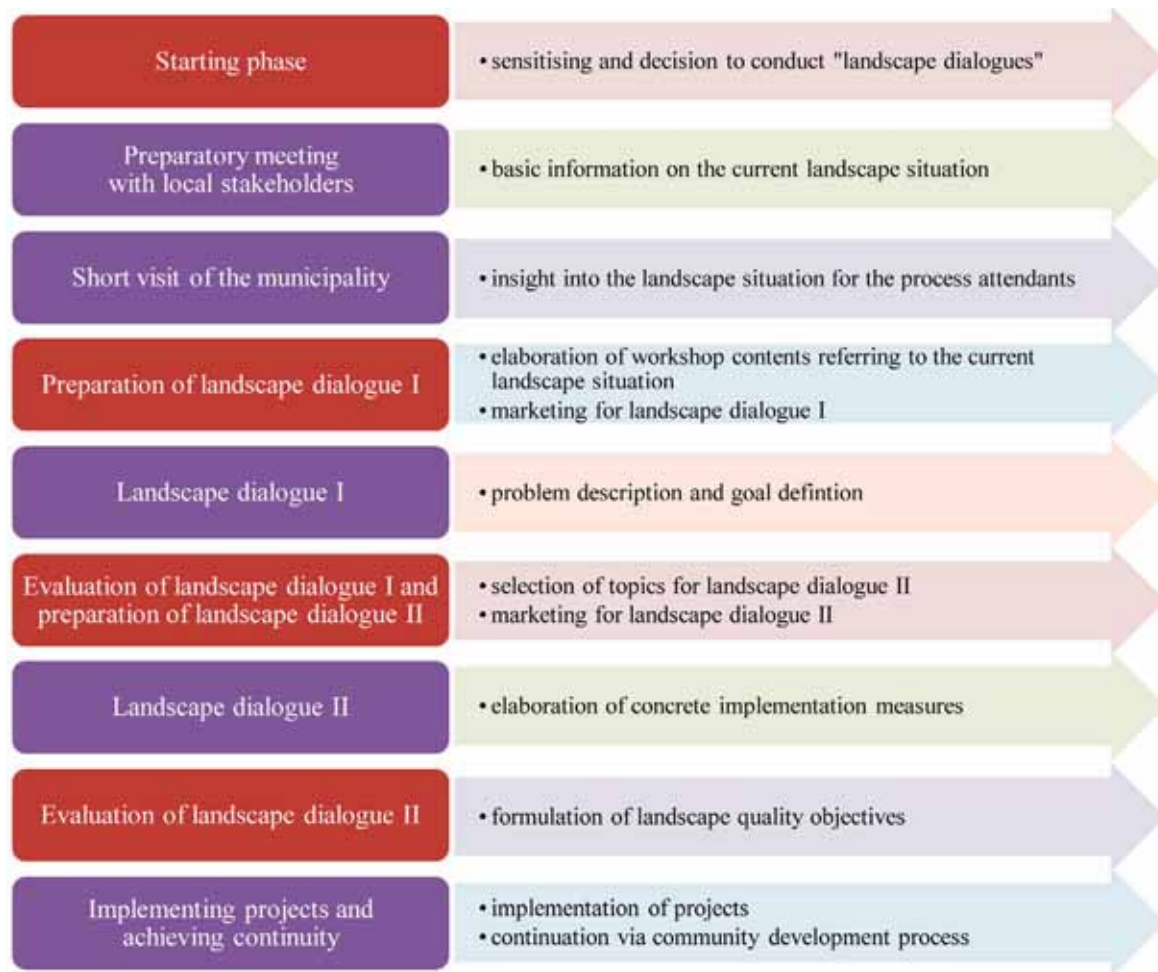 Starting phase
• sensitising and decision to conduct "landscape dialogues"
Preparatory meeting
with local stakeholders
• basic information on the current landscape situation
Short visit of the municipality
• insight into the landscape situation for the process attendants
Preparation of landscape dialogue I
• elaboration of workshop contents referring to the current
landscape situation
• marketing for landscape dialogue I
Landscape dialogue I
• problem description and goal defintion
Evaluation of landscape dialogue I and
preparation of landscape dialogue II
• selection of topics for landscape dialogue II
• marketing for landscape dialogue II
Landscape dialogue II
• elaboration of concrete implementation measures
Evaluation of landscape dialogue II
• formulation of landscape quality objectives
Implementing projects and
achieving continuity
• implementation of projects
• continuation via community development process